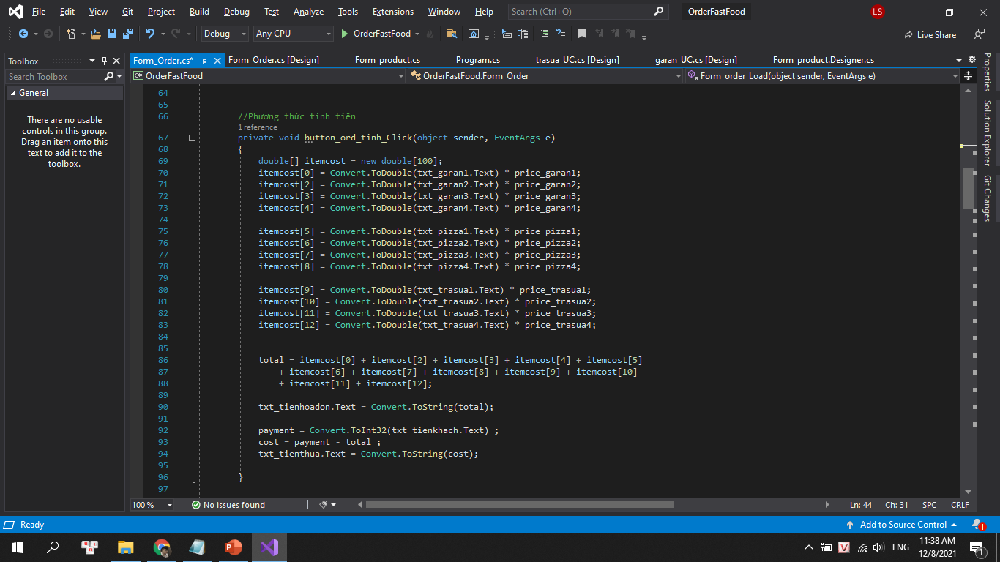 File Edit View Git Project Build Debug Test Analyze Tools Extensions Window Help Search (Ctrl+Q) OrderFastFood LS
Debug Any CPU OrderFastFood Live Share
Toolbox
Search Toolbox
General
There are no usable
controls in this group.
Drag an item onto this
text to add it to the
toolbox.
Form_Order.cs* Form_Order.cs [Design] Form_product.cs Program.cs trasua_UC.cs [Design] garan_UC.cs [Design] Form_product.Designer.cs
C# OrderFastFood OrderFastFood.Form_Order Form_order_Load(object sender, EventArgs e)
64
65
66 //Phương thức tính tiền
1 reference
67 private void button_ord_tinh_Click(object sender, EventArgs e)
68 {
69 double[] itemcost = new double[100];
70 itemcost[0] = Convert.ToDouble(txt_garan1.Text) * price_garan1;
71 itemcost[2] = Convert.ToDouble(txt_garan2.Text) * price_garan2;
72 itemcost[3] = Convert.ToDouble(txt_garan3.Text) * price_garan3;
73 itemcost[4] = Convert.ToDouble(txt_garan4.Text) * price_garan4;
74
75 itemcost[5] = Convert.ToDouble(txt_pizza1.Text) * price_pizza1;
76 itemcost[6] = Convert.ToDouble(txt_pizza2.Text) * price_pizza2;
77 itemcost[7] = Convert.ToDouble(txt_pizza3.Text) * price_pizza3;
78 itemcost[8] = Convert.ToDouble(txt_pizza4.Text) * price_pizza4;
79
80 itemcost[9] = Convert.ToDouble(txt_trasua1.Text) * price_trasua1;
81 itemcost[10] = Convert.ToDouble(txt_trasua2.Text) * price_trasua2;
82 itemcost[11] = Convert.ToDouble(txt_trasua3.Text) * price_trasua3;
83 itemcost[12] = Convert.ToDouble(txt_trasua4.Text) * price_trasua4;
84
85
86 total = itemcost[0] + itemcost[2] + itemcost[3] + itemcost[4] + itemcost[5]
87 + itemcost[6] + itemcost[7] + itemcost[8] + itemcost[9] + itemcost[10]
88 + itemcost[11] + itemcost[12];
89
90 txt_tienhoadon.Text = Convert.ToString(total);
91
92 payment = Convert.ToInt32(txt_tienkhach.Text) ;
93 cost = payment - total ;
94 txt_tienthua.Text = Convert.ToString(cost);
95
96 }
97
Properties
Solution Explorer
Git Changes
100 % No issues found Ln: 44 Ch: 31 SPC CRLF
Ready Add to Source Control 1
V ENG 11:38 AM
12/8/2021 1